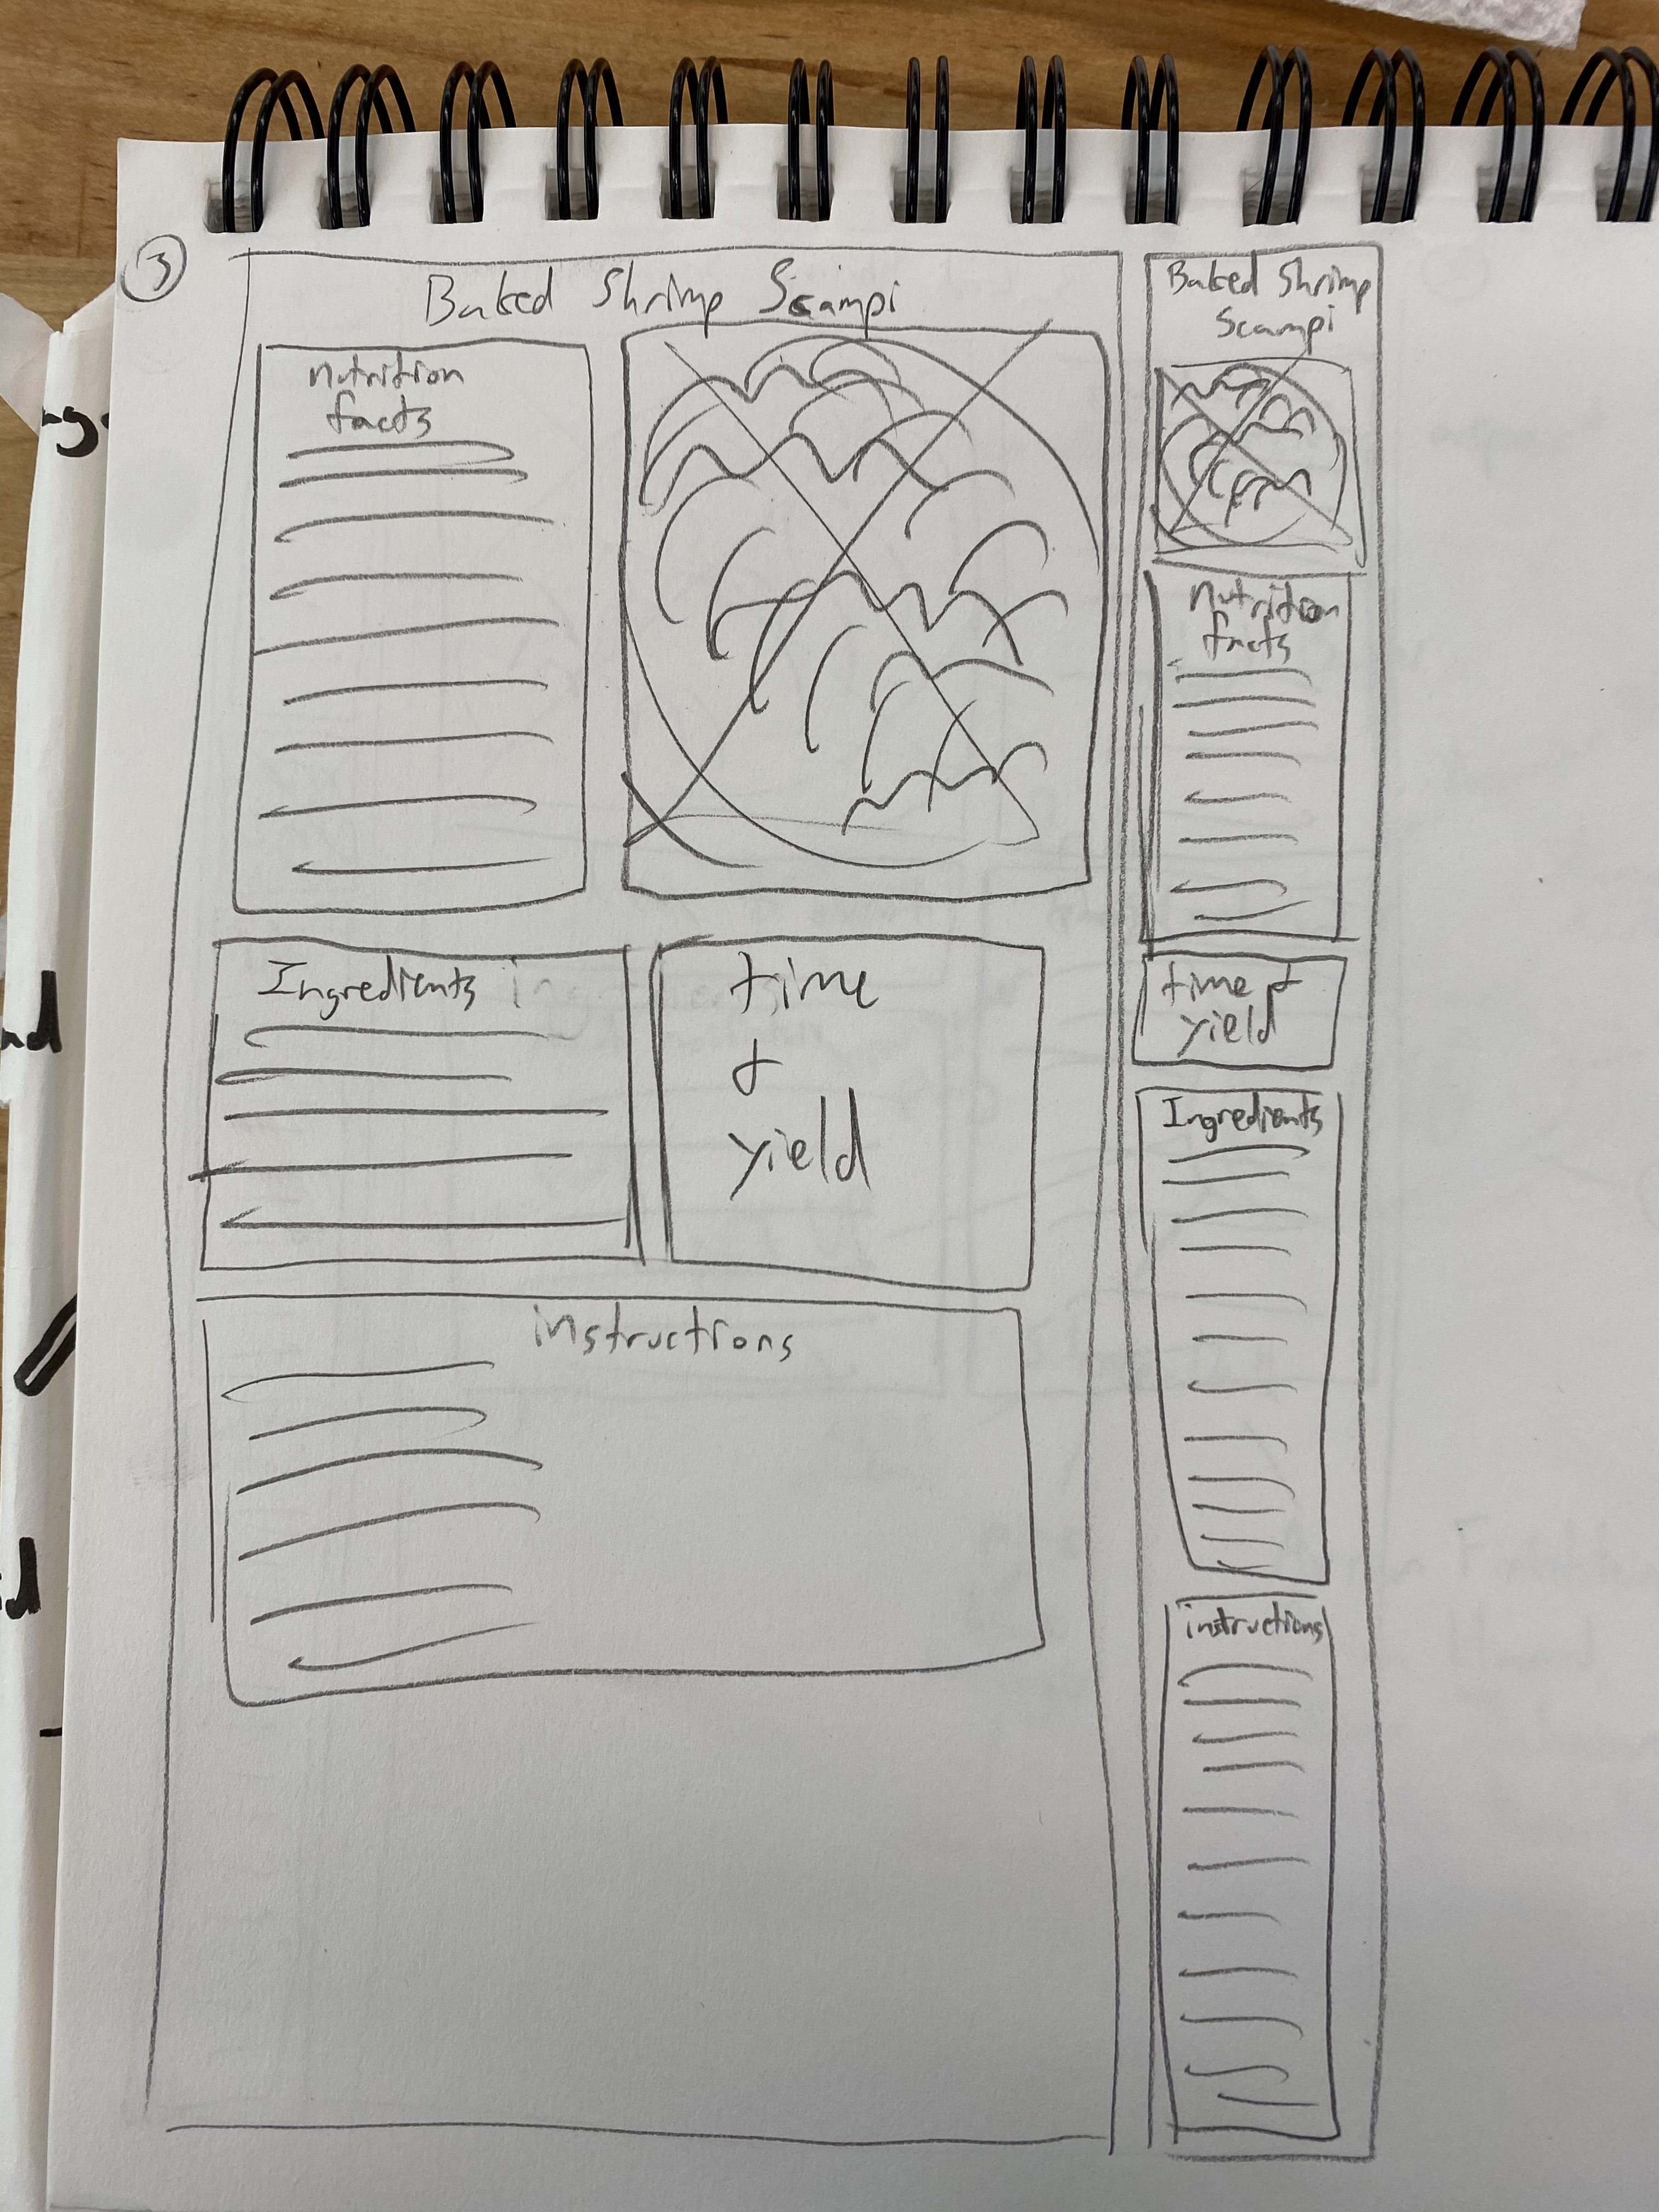 3
Baked Shrimp Scampi
nutrition
facts
Ingredients
time
&
yield
instructions
Baked Shrimp
Scampi
nutrition
facts
time &
yield
Ingredients
instructions